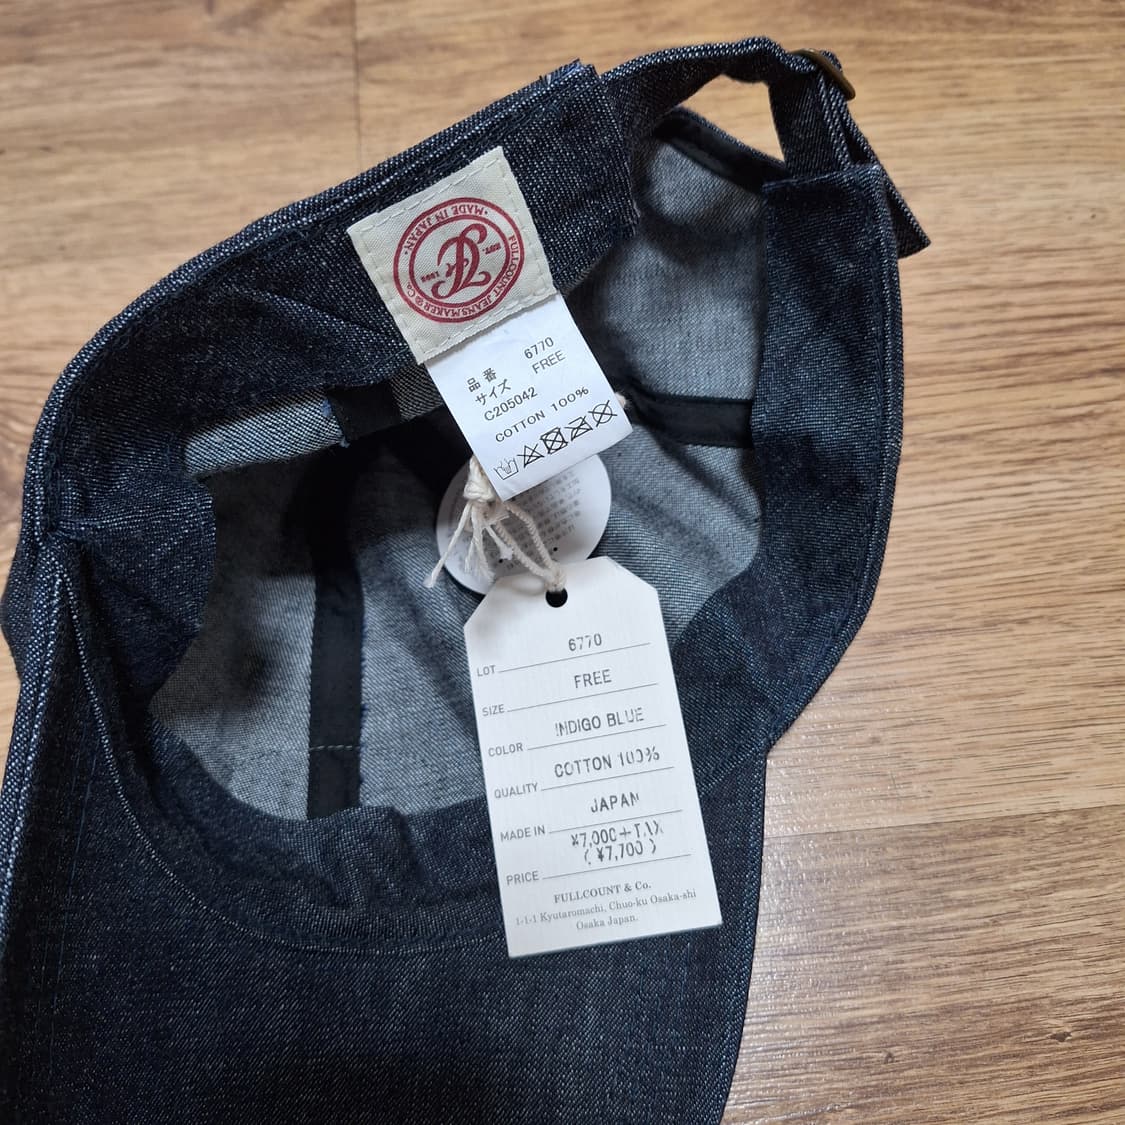 FULLCOUNT JEANSMAKER & Co.
· MADE IN JAPAN ·
EST.
品番 6770
サイズ FREE
C205042
COTTON 100%
LOT 6770
SIZE FREE
COLOR INDIGO BLUE
QUALITY COTTON 100%
MADE IN JAPAN
PRICE ¥7,000+TAX
(¥7,700)
FULLCOUNT & Co.
1-1-1 Kyutaromachi, Chuo-ku Osaka-shi
Osaka Japan.